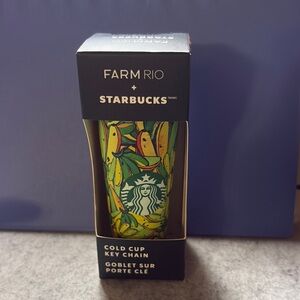 FARM RIO
+
STARBUCKS
COLD CUP
KEY CHAIN
GOBLET SUR
PORTE CLÉ